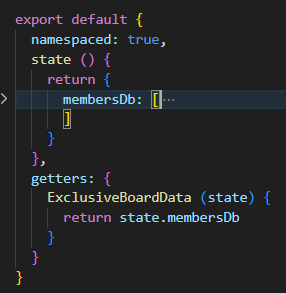 export default {
  namespaced: true,
  state () {
    return {
      membersDb: [⋯
      ]
    }
  },
  getters: {
    ExclusiveBoardData (state) {
      return state.membersDb
    }
  }
}